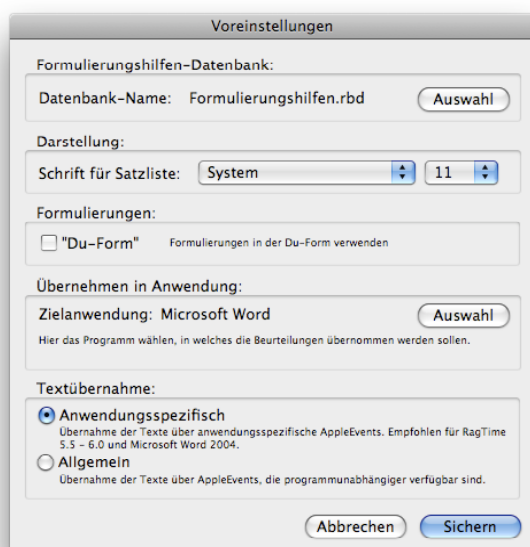 Voreinstellungen
Formulierungshilfen-Datenbank:
Datenbank-Name: Formulierungshilfen.rbd Auswahl
Darstellung:
Schrift für Satzliste: System 11
Formulierungen:
"Du-Form" Formulierungen in der Du-Form verwenden
Übernehmen in Anwendung:
Zielanwendung: Microsoft Word Auswahl
Hier das Programm wählen, in welches die Beurteilungen übernommen werden sollen.
Textübernahme:
Anwendungsspezifisch
Übernahme der Texte über anwendungsspezifische AppleEvents. Empfohlen für RagTime
5.5 - 6.0 und Microsoft Word 2004.
Allgemein
Übernahme der Texte über AppleEvents, die programmunabhängiger verfügbar sind.
Abbrechen Sichern